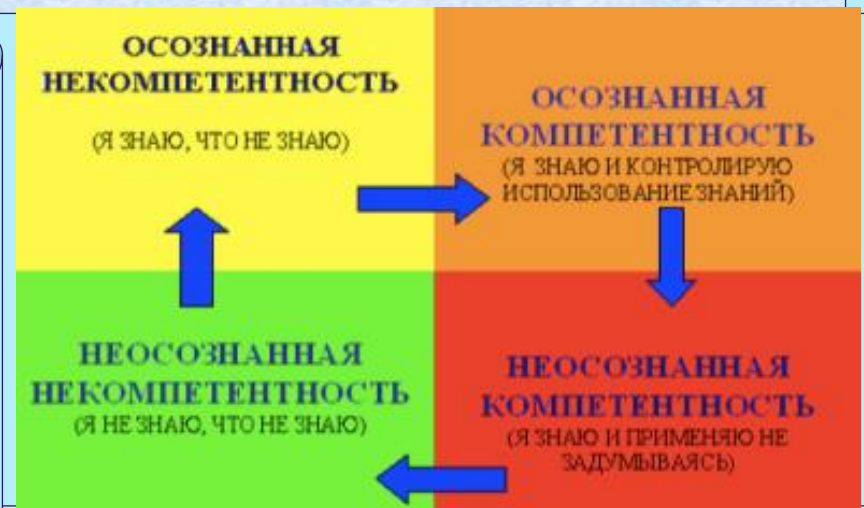 ОСОЗНАННАЯ
НЕКОМПЕТЕНТНОСТЬ
(Я ЗНАЮ, ЧТО НЕ ЗНАЮ)
ОСОЗНАННАЯ
КОМПЕТЕНТНОСТЬ
(Я ЗНАЮ И КОНТРОЛИРУЮ
ИСПОЛЬЗОВАНИЕ ЗНАНИЙ)
НЕОСОЗНАННАЯ
НЕКОМПЕТЕНТНОСТЬ
(Я НЕ ЗНАЮ, ЧТО НЕ ЗНАЮ)
НЕОСОЗНАННАЯ
КОМПЕТЕНТНОСТЬ
(Я ЗНАЮ И ПРИМЕНЯЮ НЕ
ЗАДУМЫВАЯСЬ)